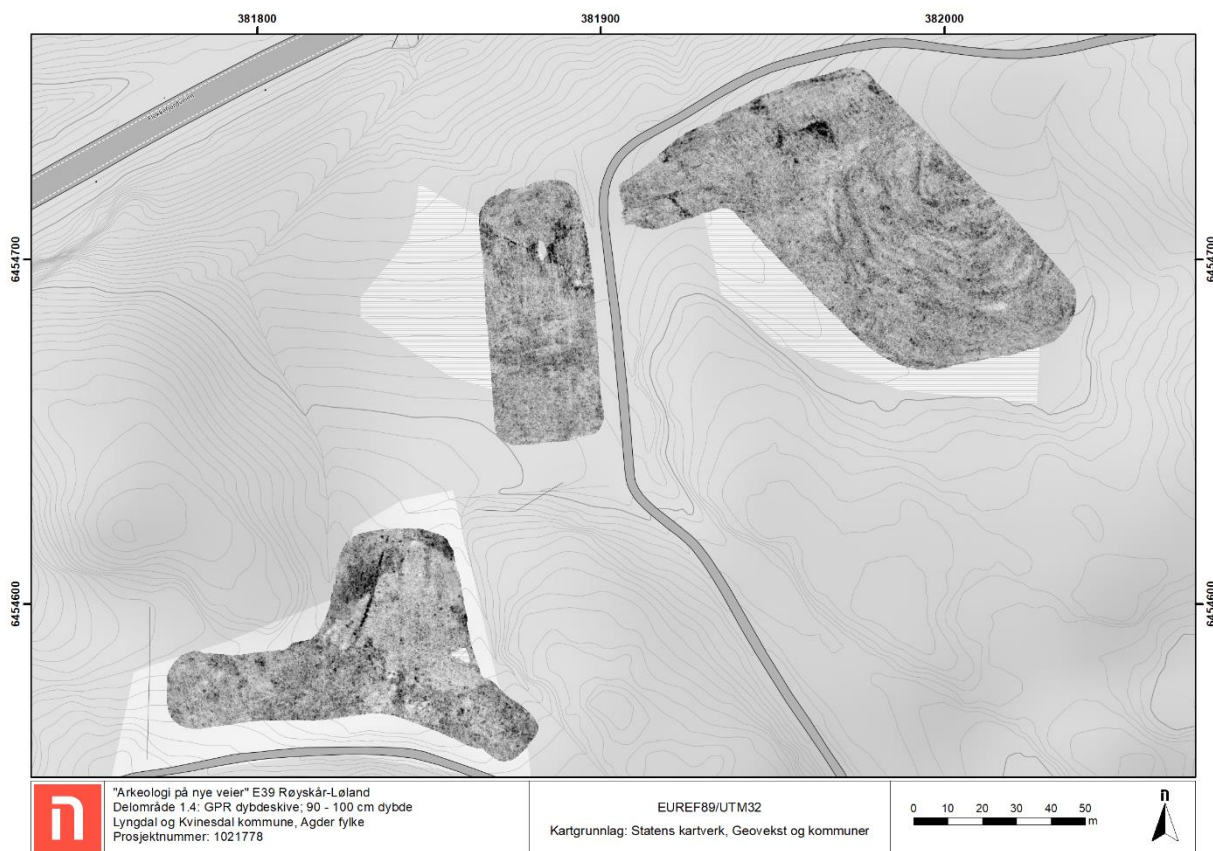 381800 381900 382000
6454700 6454700
6454600 6454600
"Arkeologi på nye veier" E39 Røyskår-Løland
Delområde 1.4: GPR dybdeskive; 90 - 100 cm dybde
Lyngdal og Kvinesdal kommune, Agder fylke
Prosjektnummer: 1021778
EUREF89/UTM32
Kartgrunnlag: Statens kartverk, Geovekst og kommuner
0 10 20 30 40 50
m
n